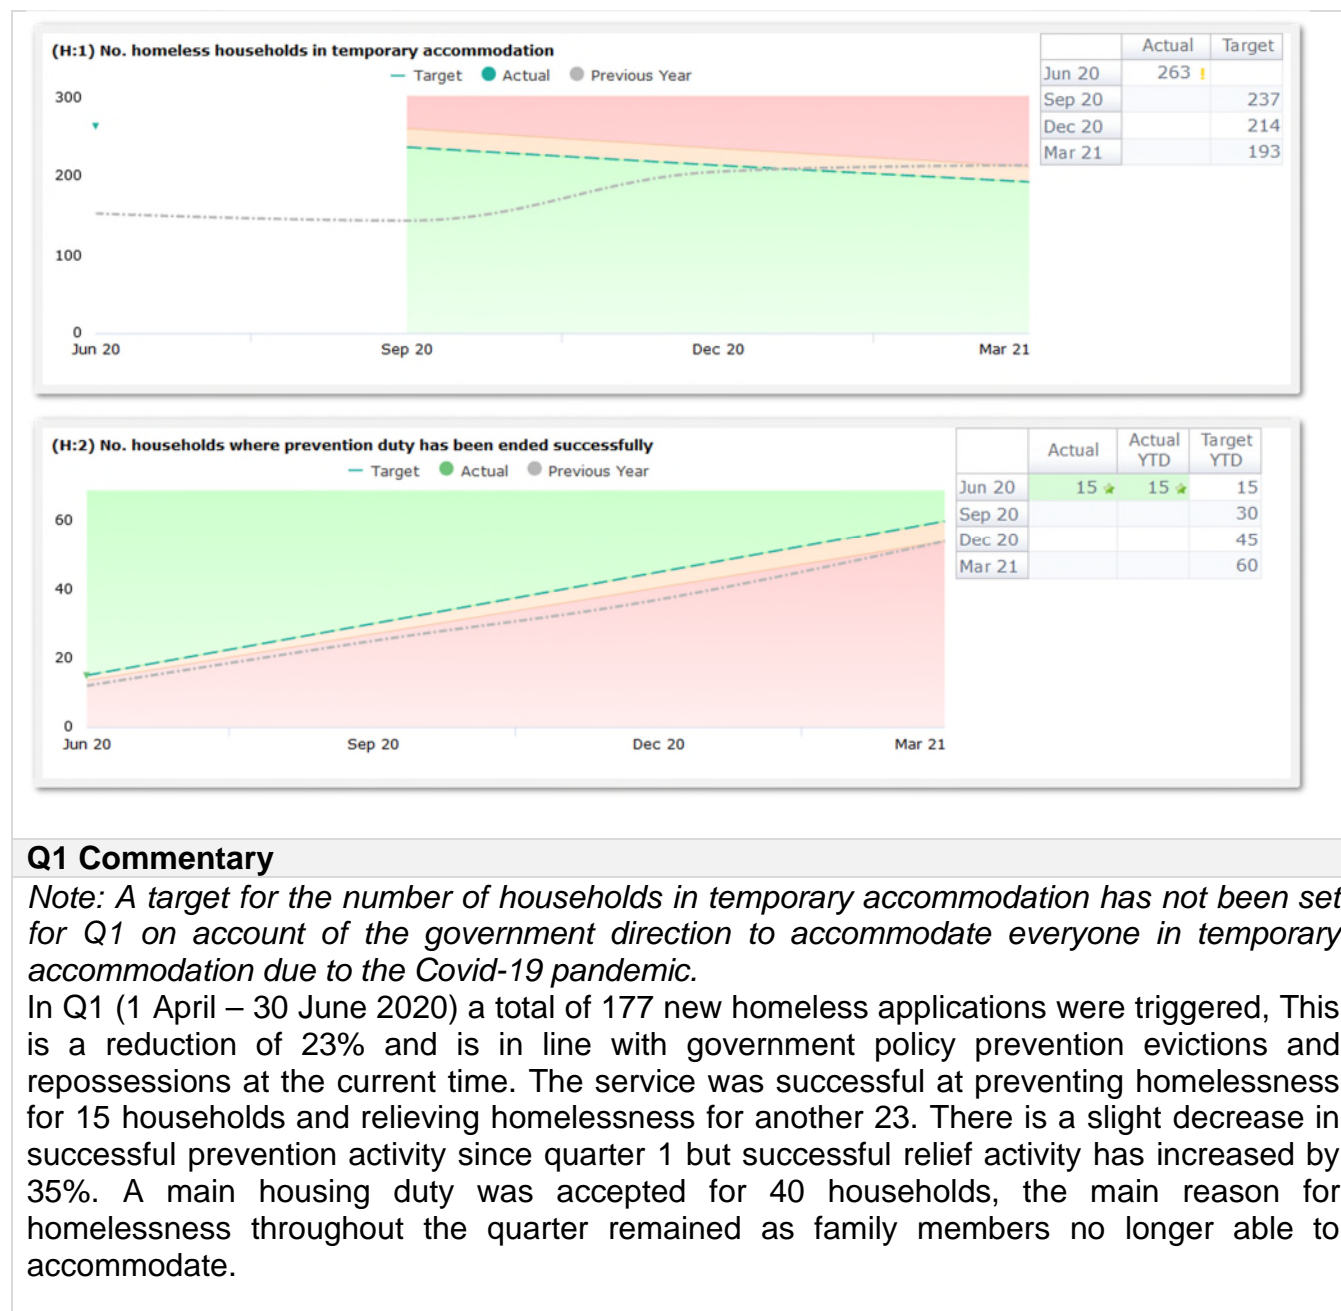 (H:1) No. homeless households in temporary accommodation
Target Actual Previous Year
300
200
100
0
Jun 20 Sep 20 Dec 20 Mar 21
Actual Target
Jun 20 263 !
Sep 20 237
Dec 20 214
Mar 21 193
(H:2) No. households where prevention duty has been ended successfully
Target Actual Previous Year
60
40
20
0
Jun 20 Sep 20 Dec 20 Mar 21
Actual Actual YTD Target YTD
Jun 20 15 15 15
Sep 20 30
Dec 20 45
Mar 21 60
Q1 Commentary
Note: A target for the number of households in temporary accommodation has not been set
for Q1 on account of the government direction to accommodate everyone in temporary
accommodation due to the Covid-19 pandemic.
In Q1 (1 April – 30 June 2020) a total of 177 new homeless applications were triggered, This
is a reduction of 23% and is in line with government policy prevention evictions and
repossessions at the current time. The service was successful at preventing homelessness
for 15 households and relieving homelessness for another 23. There is a slight decrease in
successful prevention activity since quarter 1 but successful relief activity has increased by
35%. A main housing duty was accepted for 40 households, the main reason for
homelessness throughout the quarter remained as family members no longer able to
accommodate.